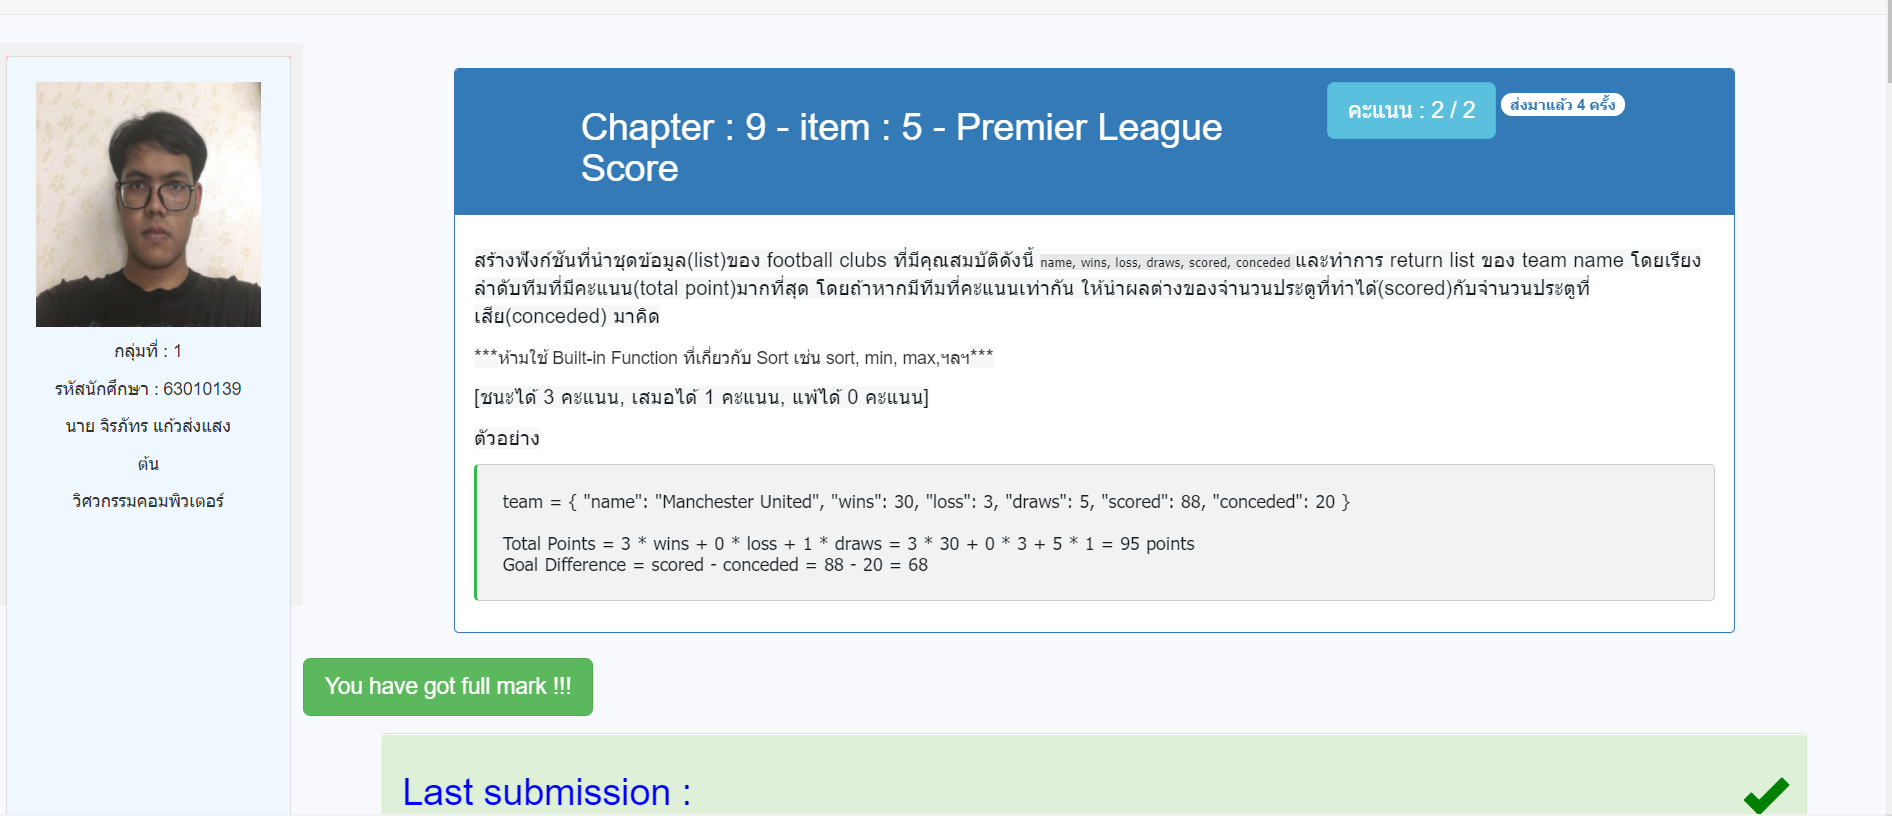 กลุ่มที่ : 1
รหัสนักศึกษา : 63010139
นาย จิรภัทร แก้วส่งแสง
ต้น
วิศวกรรมคอมพิวเตอร์
Chapter : 9 - item : 5 - Premier League
Score
คะแนน : 2 / 2
ส่งมาแล้ว 4 ครั้ง
สร้างฟังก์ชันที่นำชุดข้อมูล(list)ของ football clubs ที่มีคุณสมบัติดังนี้ name, wins, loss, draws, scored, conceded และทำการ return list ของ team name โดยเรียง
ลำดับทีมที่มีคะแนน(total point)มากที่สุด โดยถ้าหากมีทีมที่คะแนนเท่ากัน ให้นำผลต่างของจำนวนประตูที่ทำได้(scored)กับจำนวนประตูที่
เสีย(conceded) มาคิด
***ห้ามใช้ Built-in Function ที่เกี่ยวกับ Sort เช่น sort, min, max,ฯลฯ***
[ชนะได้ 3 คะแนน, เสมอได้ 1 คะแนน, แพ้ได้ 0 คะแนน]
ตัวอย่าง
team = { "name": "Manchester United", "wins": 30, "loss": 3, "draws": 5, "scored": 88, "conceded": 20 }
Total Points = 3 * wins + 0 * loss + 1 * draws = 3 * 30 + 0 * 3 + 5 * 1 = 95 points
Goal Difference = scored - conceded = 88 - 20 = 68
You have got full mark !!!
Last submission :